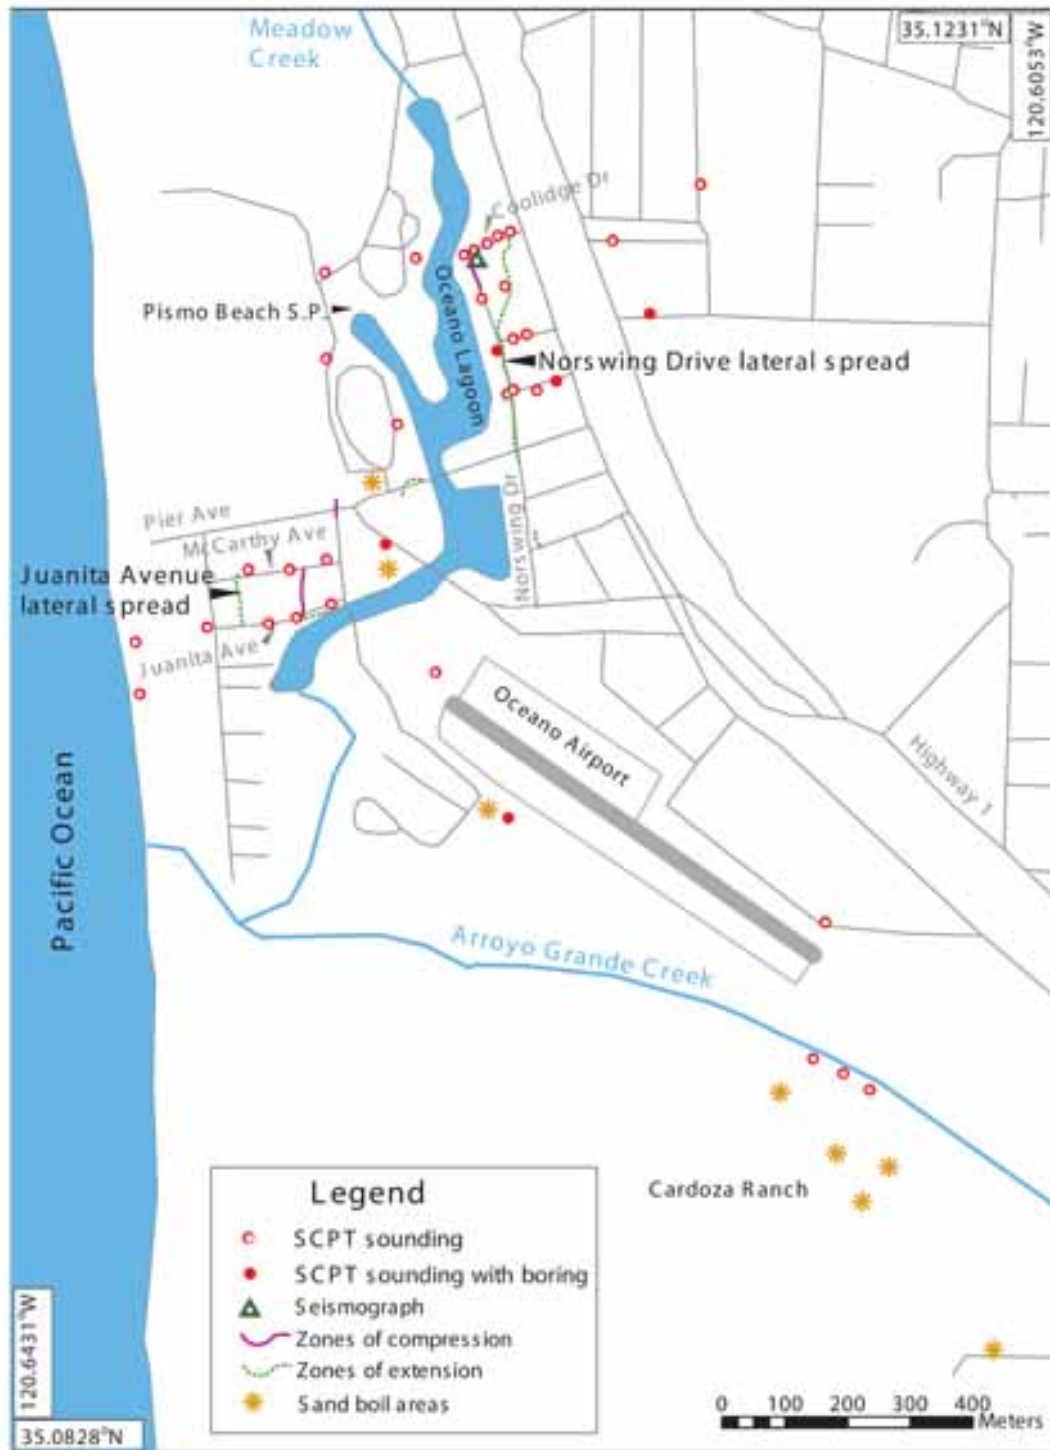 Meadow
Creek
35.1231°N
120.6053°W
Coolidge Dr
Pismo Beach S.P.
Oceano Lagoon
Norswing Drive lateral spread
Pier Ave
McCarthy Ave
Norswing Dr
Juanita Avenue
lateral spread
Juanita Ave
Oceano Airport
Highway 1
Pacific Ocean
Arroyo Grande Creek
Cardoza Ranch
Legend
SCPT sounding
SCPT sounding with boring
Seismograph
Zones of compression
Zones of extension
Sand boil areas
120.6431°W
35.0828°N
0 100 200 300 400
Meters